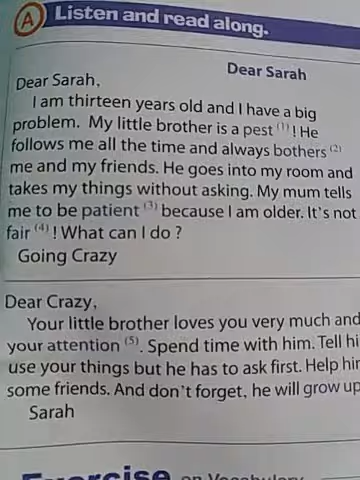 A Listen and read along.
Dear Sarah
Dear Sarah,
I am thirteen years old and I have a big
problem. My little brother is a pest (1) ! He
follows me all the time and always bothers (2)
me and my friends. He goes into my room and
takes my things without asking. My mum tells
me to be patient (3) because I am older. It's not
fair (4) ! What can I do ?
Going Crazy
Dear Crazy,
Your little brother loves you very much and
your attention (5). Spend time with him. Tell hi
use your things but he has to ask first. Help hir
some friends. And don't forget, he will grow up
Sarah
Exercise on Vocabulary